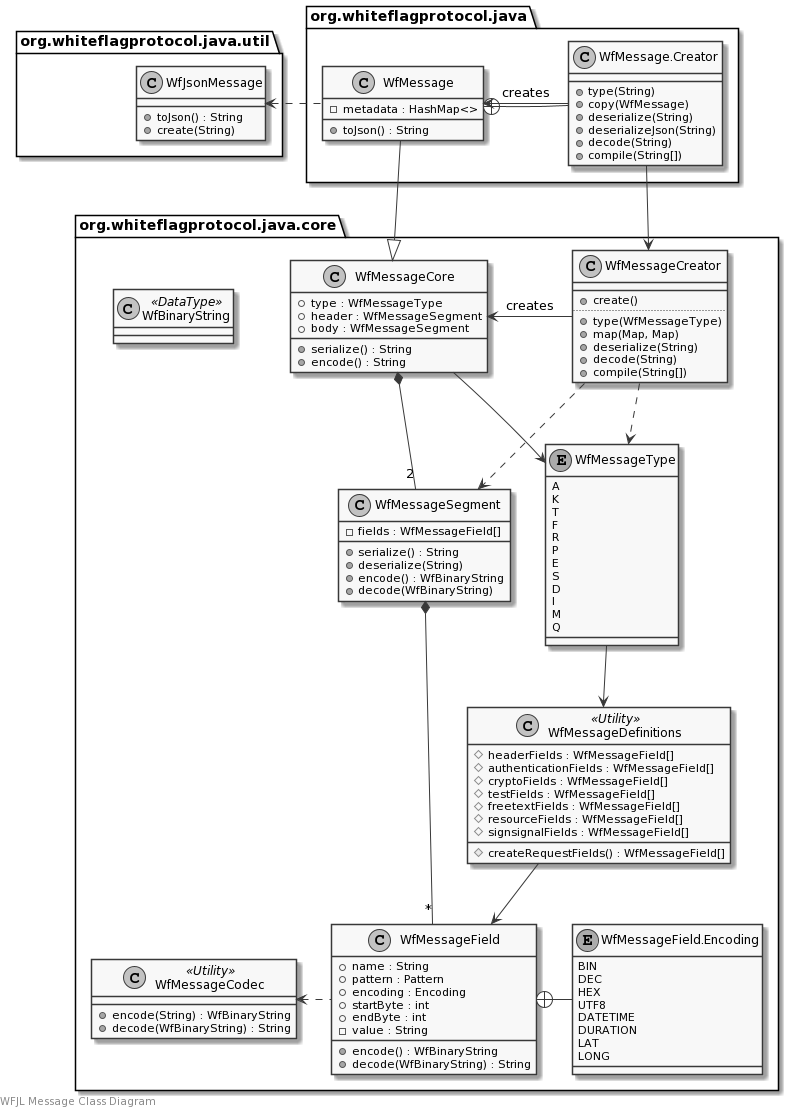 org.whiteflagprotocol.java.util
C WfJsonMessage
toJson() : String
create(String)
org.whiteflagprotocol.java
C WfMessage
metadata : HashMap<>
toJson() : String
creates
C WfMessage.Creator
type(String)
copy(WfMessage)
deserialize(String)
deserializeJson(String)
decode(String)
compile(String[])
org.whiteflagprotocol.java.core
C «DataType»
WfBinaryString
C WfMessageCore
type : WfMessageType
header : WfMessageSegment
body : WfMessageSegment
serialize() : String
encode() : String
creates
C WfMessageCreator
create()
type(WfMessageType)
map(Map, Map)
deserialize(String)
decode(String)
compile(String[])
2
C WfMessageSegment
fields : WfMessageField[]
serialize() : String
deserialize(String)
encode() : WfBinaryString
decode(WfBinaryString)
E WfMessageType
A
K
T
F
R
P
E
S
D
I
M
Q
C «Utility»
WfMessageDefinitions
headerFields : WfMessageField[]
authenticationFields : WfMessageField[]
cryptoFields : WfMessageField[]
testFields : WfMessageField[]
freetextFields : WfMessageField[]
resourceFields : WfMessageField[]
signsignalFields : WfMessageField[]
createRequestFields() : WfMessageField[]
*
C «Utility»
WfMessageCodec
encode(String) : WfBinaryString
decode(WfBinaryString) : String
C WfMessageField
name : String
pattern : Pattern
encoding : Encoding
startByte : int
endByte : int
value : String
encode() : WfBinaryString
decode(WfBinaryString) : String
E WfMessageField.Encoding
BIN
DEC
HEX
UTF8
DATETIME
DURATION
LAT
LONG
WFJL Message Class Diagram